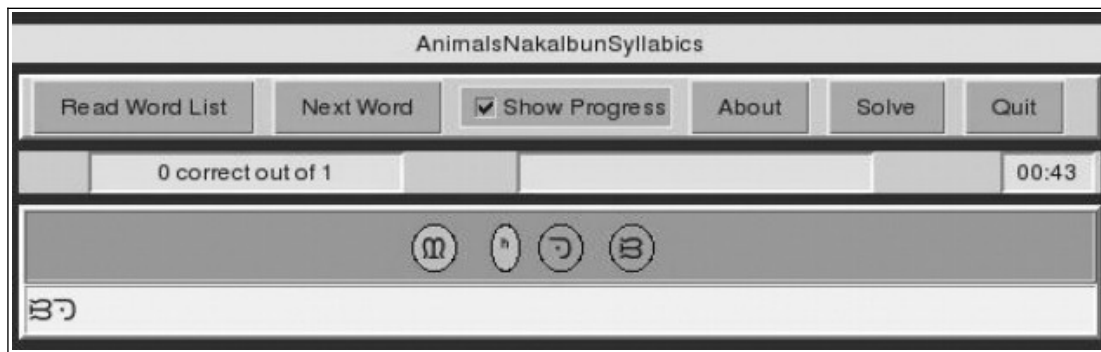 AnimalsNakalbunSyllabics
Read Word List Next Word Show Progress About Solve Quit
0 correct out of 1 00:43